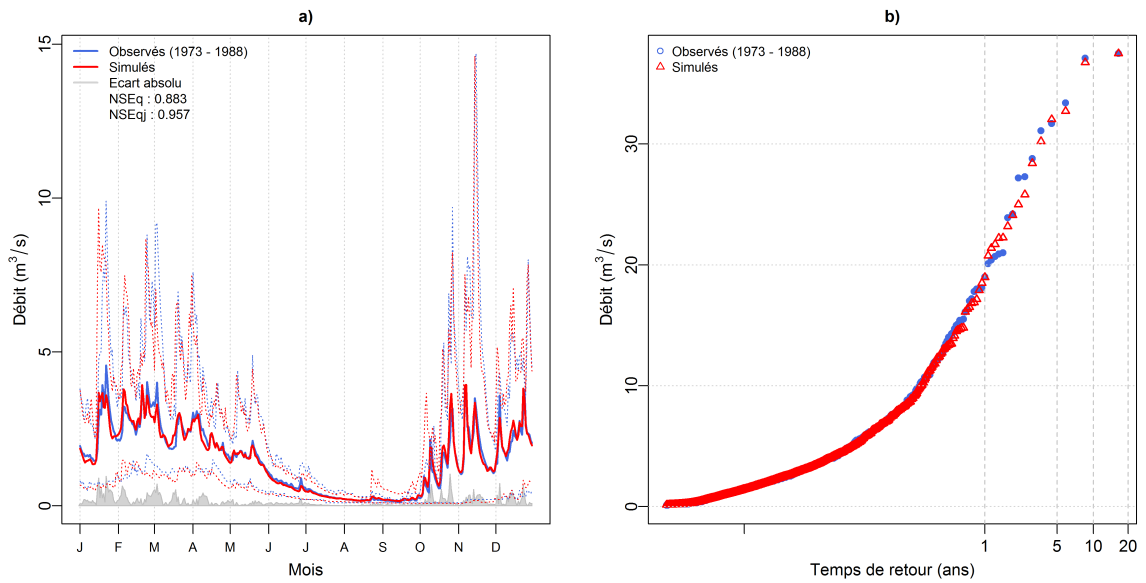 a)
Observés (1973 - 1988)
Simulés
Ecart absolu
NSEq : 0.883
NSEqj : 0.957
Débit (m³/s)
15
10
5
0
J F M A M J J A S O N D
Mois
b)
Observés (1973 - 1988)
Simulés
Débit (m³/s)
30
20
10
0
1 5 10 20
Temps de retour (ans)